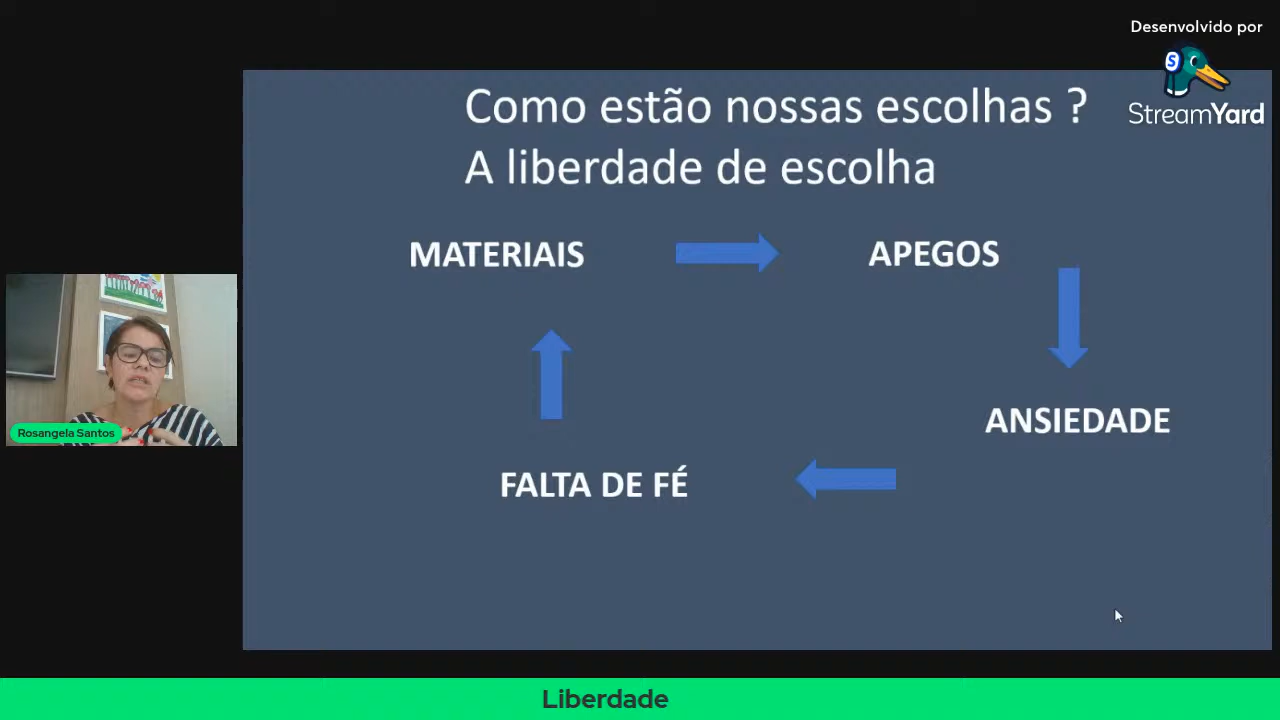 Desenvolvido por
StreamYard
Como estão nossas escolhas ?
A liberdade de escolha
MATERIAIS
APEGOS
ANSIEDADE
FALTA DE FÉ
Rosangela Santos
Liberdade